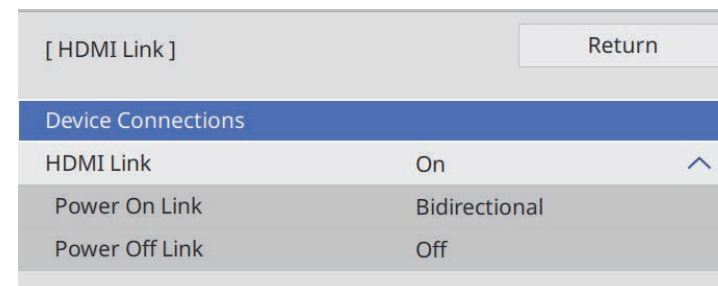 [ HDMI Link ] Return
Device Connections
HDMI Link On
Power On Link Bidirectional
Power Off Link Off